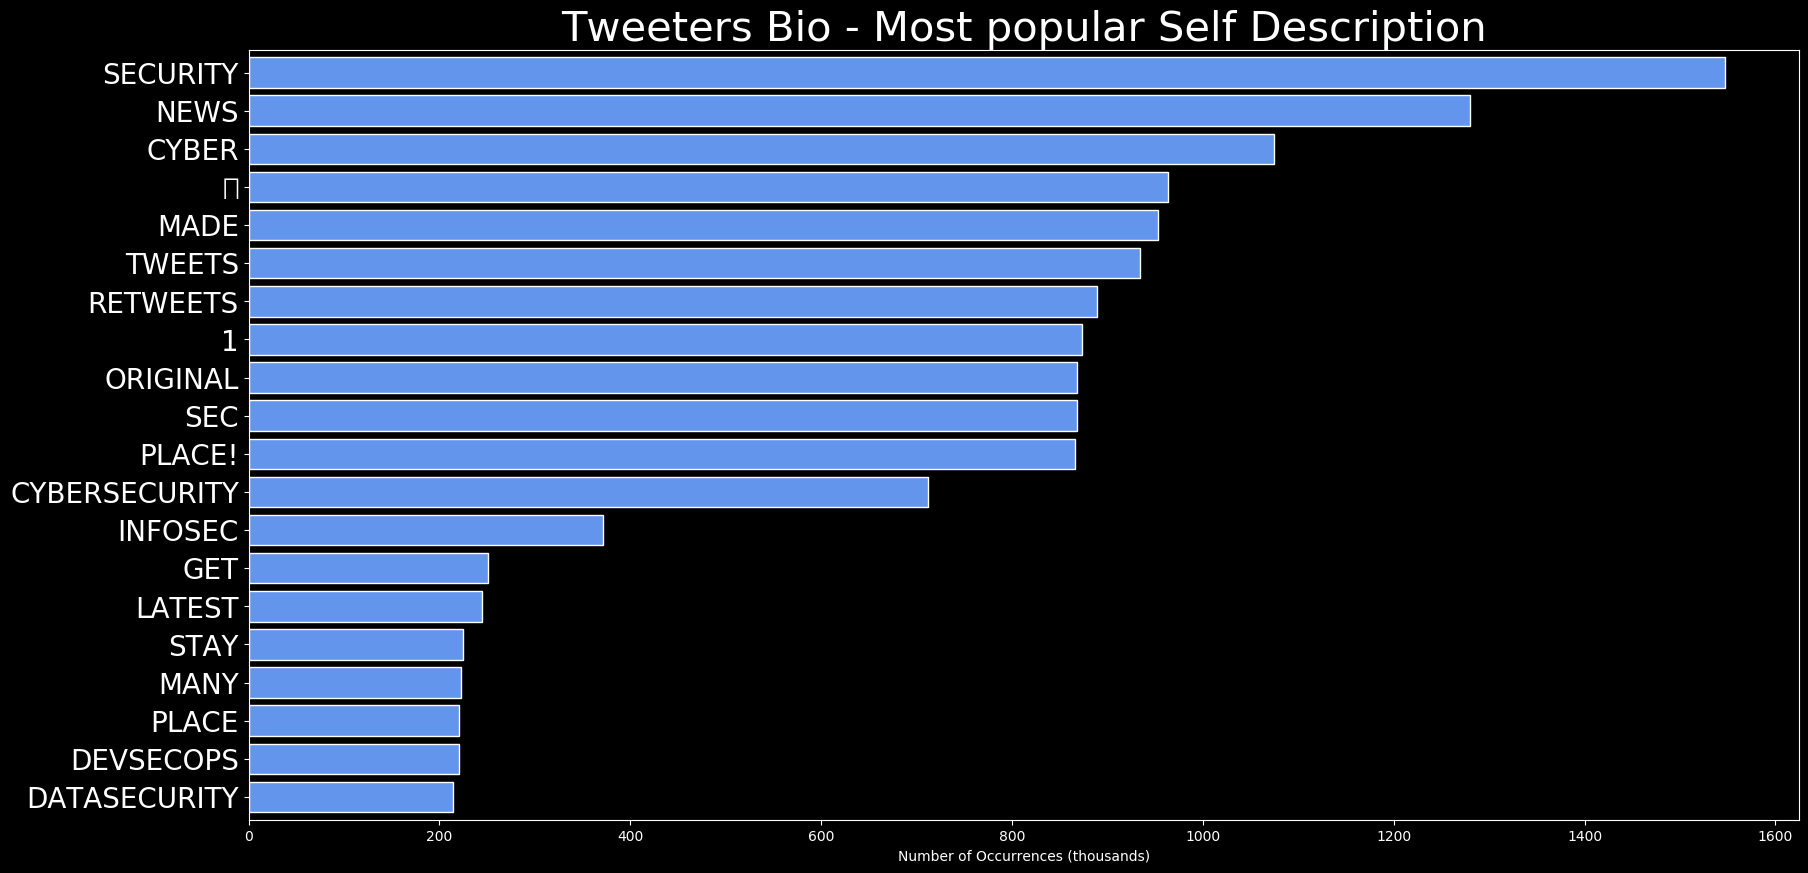 Tweeters Bio - Most popular Self Description
SECURITY
NEWS
CYBER
MADE
TWEETS
RETWEETS
1
ORIGINAL
SEC
PLACE!
CYBERSECURITY
INFOSEC
GET
LATEST
STAY
MANY
PLACE
DEVSECOPS
DATASECURITY
0 200 400 600 800 1000 1200 1400 1600
Number of Occurrences (thousands)